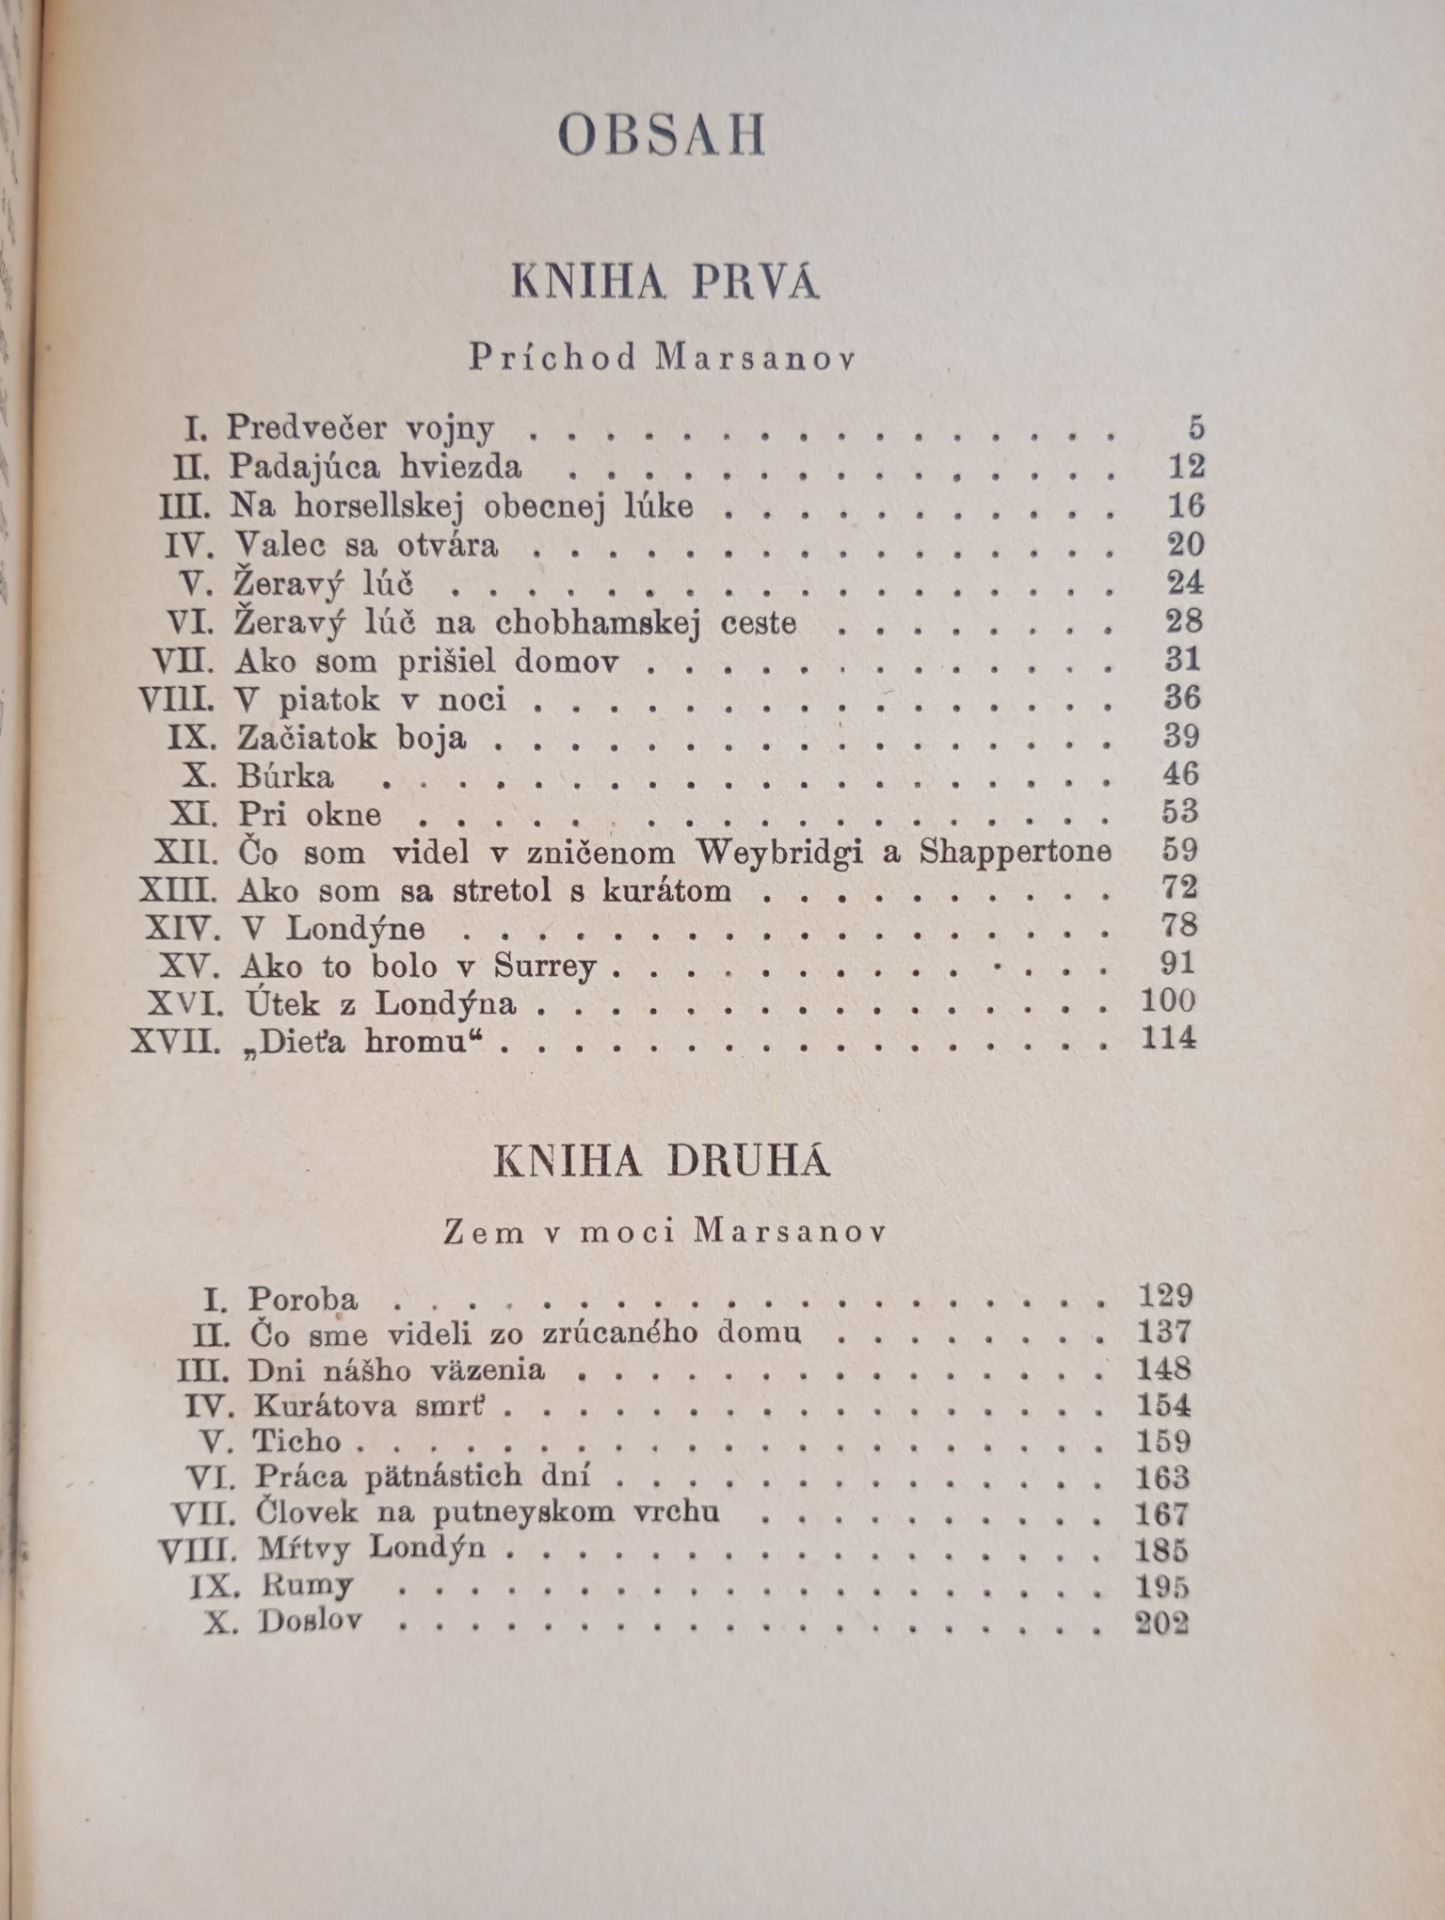 OBSAH
KNIHA PRVÁ
Príchod Marsanov
I. Predvečer vojny . . . . . . . . . . . . . . . . 5
II. Padajúca hviezda . . . . . . . . . . . . . . . 12
III. Na horsellskej obecnej lúke . . . . . . . . . . . 16
IV. Valec sa otvára . . . . . . . . . . . . . . . . 20
V. Žeravý lúč . . . . . . . . . . . . . . . . . . 24
VI. Žeravý lúč na chobhamskej ceste . . . . . . . . 28
VII. Ako som prišiel domov . . . . . . . . . . . . . 31
VIII. V piatok v noci . . . . . . . . . . . . . . . . 36
IX. Začiatok boja . . . . . . . . . . . . . . . . . 39
X. Búrka . . . . . . . . . . . . . . . . . . . . 46
XI. Pri okne . . . . . . . . . . . . . . . . . . . 53
XII. Čo som videl v zničenom Weybridgi a Shappertone 59
XIII. Ako som sa stretol s kurátom . . . . . . . . . . 72
XIV. V Londýne . . . . . . . . . . . . . . . . . . 78
XV. Ako to bolo v Surrey . . . . . . . . . . . . . . 91
XVI. Útek z Londýna . . . . . . . . . . . . . . . . 100
XVII. „Dieťa hromu“ . . . . . . . . . . . . . . . . . 114
KNIHA DRUHÁ
Zem v moci Marsanov
I. Poroba . . . . . . . . . . . . . . . . . . . . 129
II. Čo sme videli zo zrúcaného domu . . . . . . . . 137
III. Dni nášho väzenia . . . . . . . . . . . . . . . 148
IV. Kurátova smrť . . . . . . . . . . . . . . . . . 154
V. Ticho . . . . . . . . . . . . . . . . . . . . . 159
VI. Práca pätnástich dní . . . . . . . . . . . . . . 163
VII. Človek na putneyskom vrchu . . . . . . . . . . 167
VIII. Mŕtvy Londýn . . . . . . . . . . . . . . . . . 185
IX. Rumy . . . . . . . . . . . . . . . . . . . . 195
X. Doslov . . . . . . . . . . . . . . . . . . . . 202